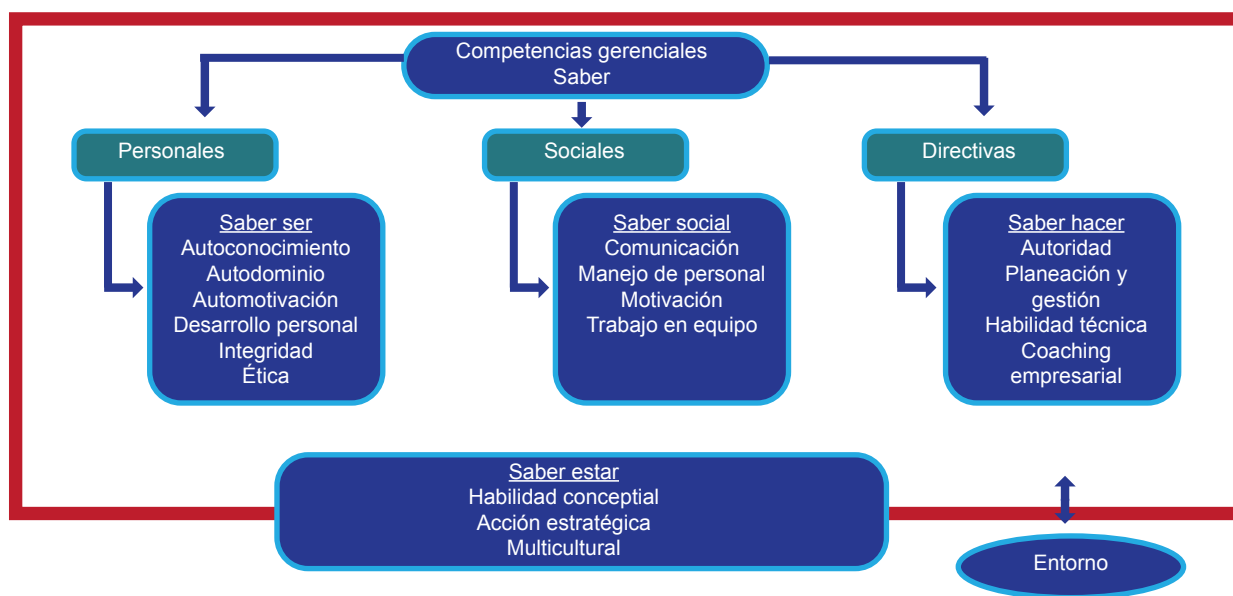 Competencias gerenciales
Saber
Personales
Sociales
Directivas
Saber ser
Autoconocimiento
Autodominio
Automotivación
Desarrollo personal
Integridad
Ética
Saber social
Comunicación
Manejo de personal
Motivación
Trabajo en equipo
Saber hacer
Autoridad
Planeación y
gestión
Habilidad técnica
Coaching
empresarial
Saber estar
Habilidad conceptial
Acción estratégica
Multicultural
Entorno